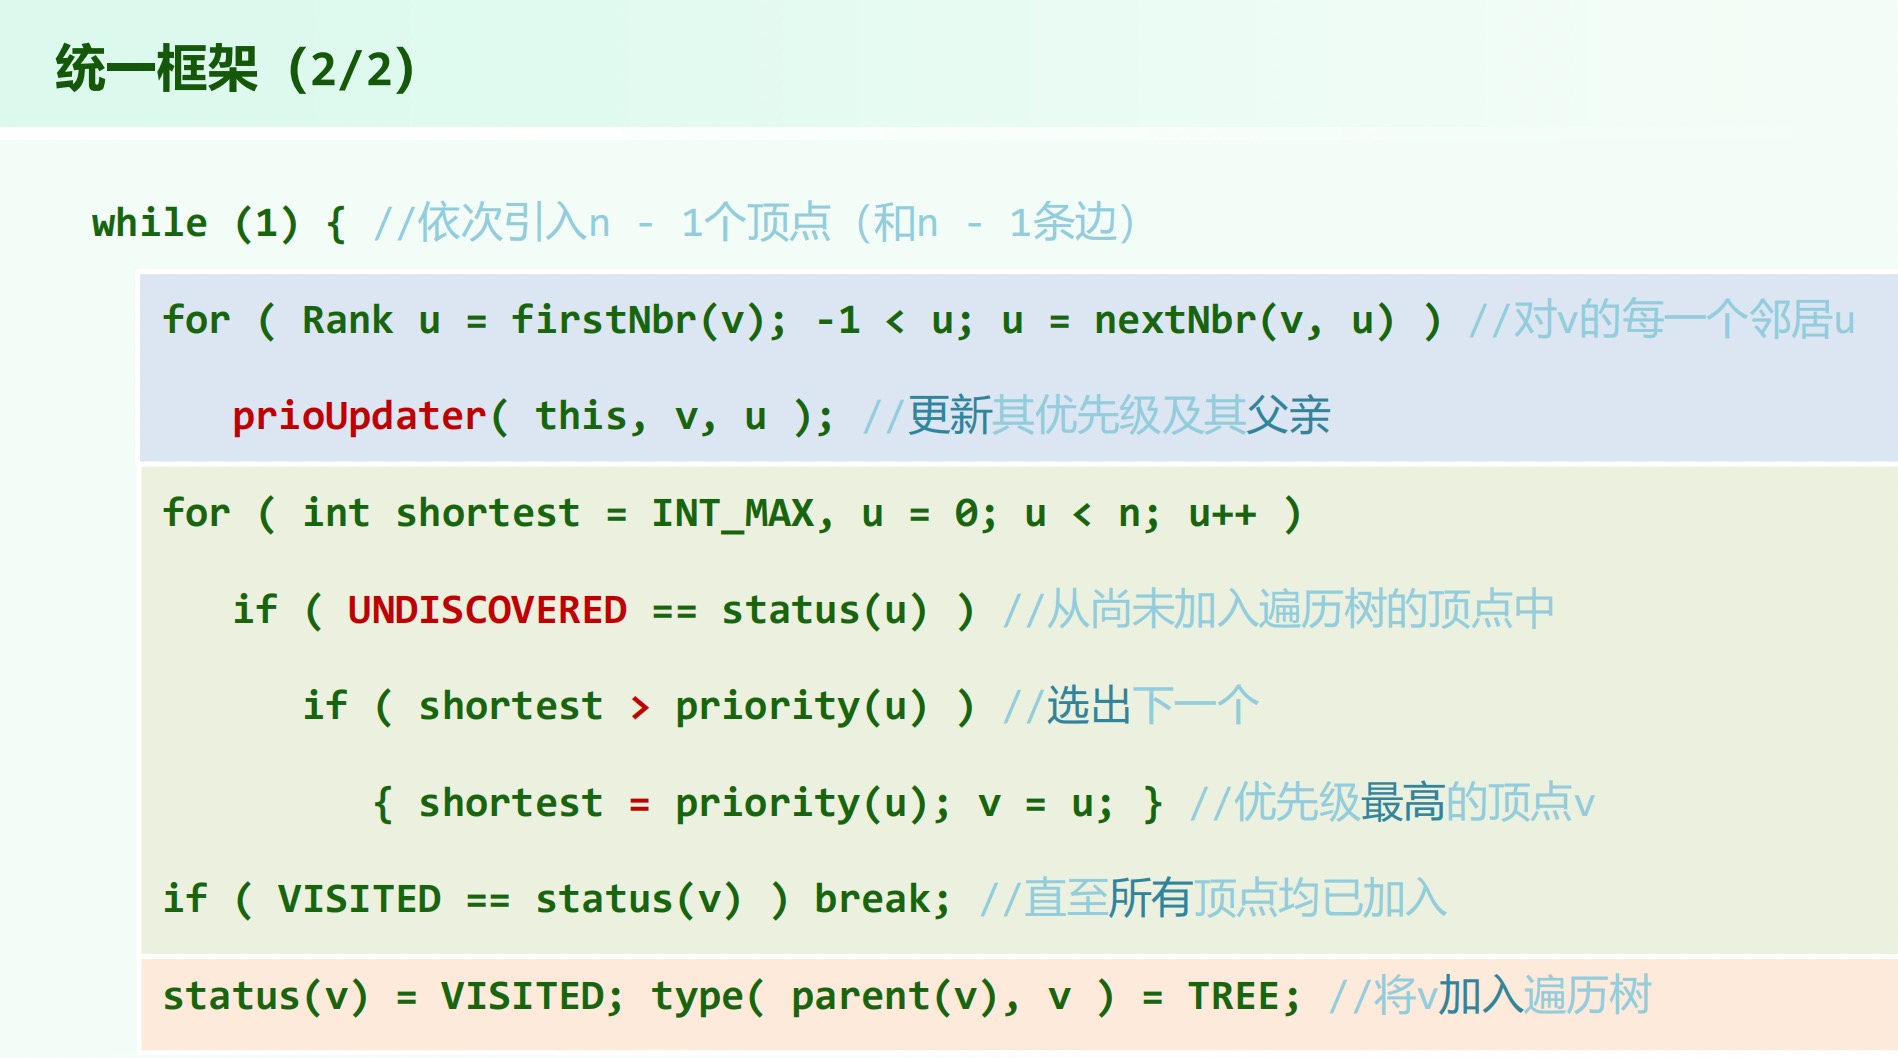 统一框架（2/2）
while (1) { //依次引入n - 1个顶点（和n - 1条边）
for ( Rank u = firstNbr(v); -1 < u; u = nextNbr(v, u) ) //对v的每一个邻居u
prioUpdater( this, v, u ); //更新其优先级及其父亲
for ( int shortest = INT_MAX, u = 0; u < n; u++ )
if ( UNDISCOVERED == status(u) ) //从尚未加入遍历树的顶点中
if ( shortest > priority(u) ) //选出下一个
{ shortest = priority(u); v = u; } //优先级最高的顶点v
if ( VISITED == status(v) ) break; //直至所有顶点均已加入
status(v) = VISITED; type( parent(v), v ) = TREE; //将v加入遍历树